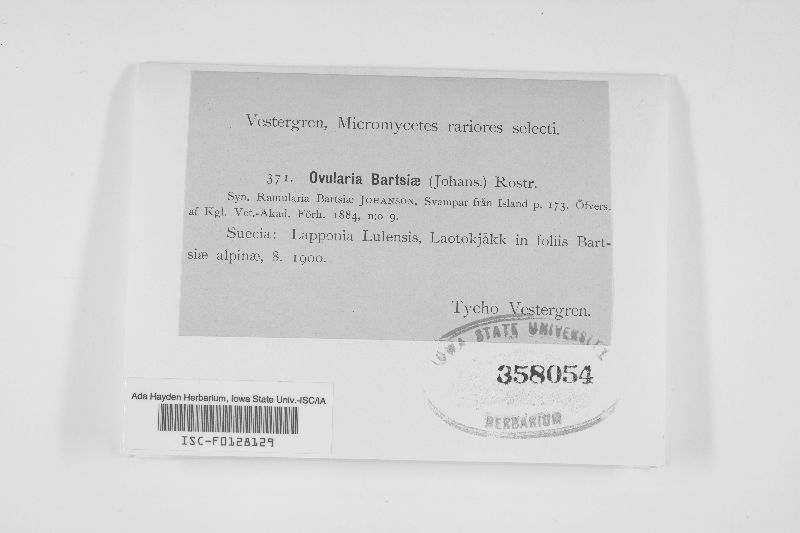 Vestergren, Micromycetes rariores selecti.
371. Ovularia Bartsiæ (Johans.) Rostr.
Syn. Ramularia Bartsiæ JOHANSON, Svampar från Island p. 173. Öfvers.
af Kgl. Vet.-Akad. Förh. 1884, n:o 9.
Suecia: Lapponia Lulensis, Laotokjåkk in foliis Bart-
siæ alpinæ, 8. 1900.
Tycho Vestergren.
IOWA STATE UNIVERSITY
358054
HERBARIUM
Ada Hayden Herbarium, Iowa State Univ.-ISC/IA
ISC-F0128129